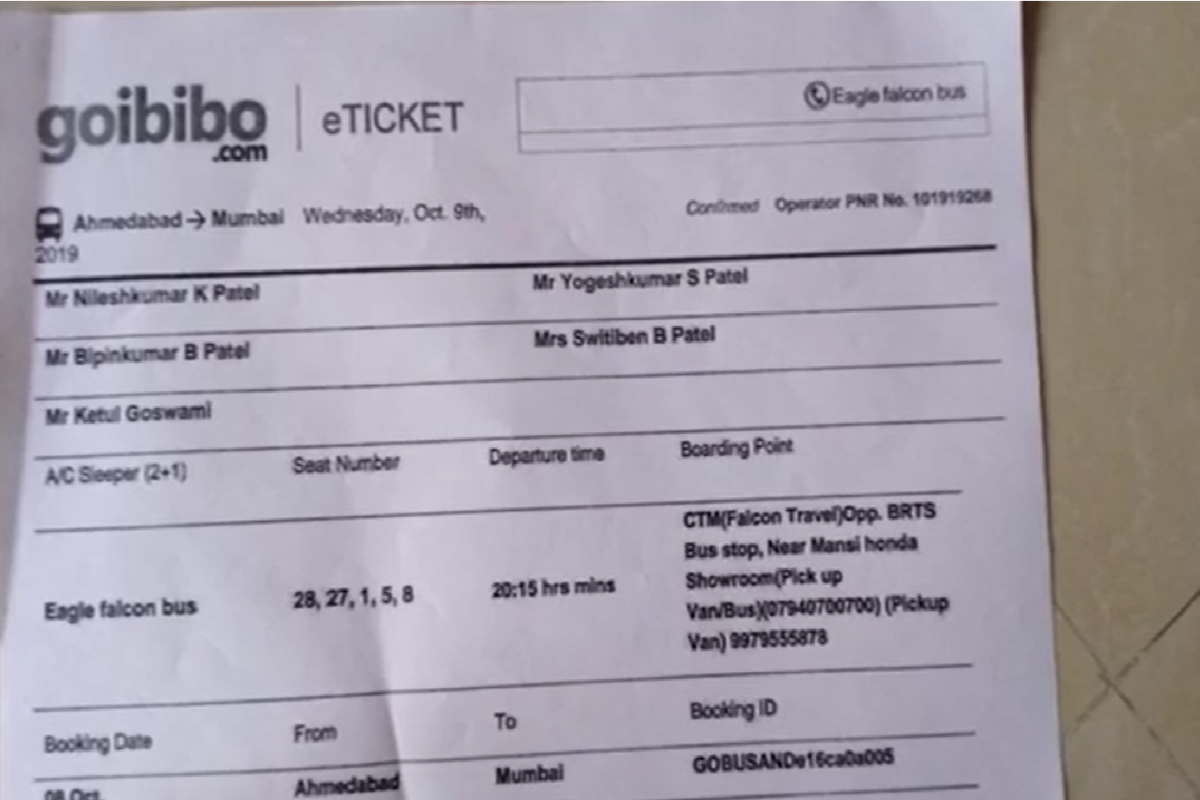 goibibo.com | eTICKET
Eagle falcon bus
Ahmedabad → Mumbai Wednesday, Oct. 9th, 2019
Confirmed Operator PNR No. 101919268
Mr Nileshkumar K Patel
Mr Yogeshkumar S Patel
Mr Bipinkumar B Patel
Mrs Switiben B Patel
Mr Ketul Goswami
A/C Sleeper (2+1) Seat Number Departure time Boarding Point
Eagle falcon bus 28, 27, 1, 5, 8 20:15 hrs mins
CTM(Falcon Travel)Opp. BRTS
Bus stop, Near Mansi honda
Showroom(Pick up
Van/Bus)(07940700700) (Pickup
Van) 9979555878
Booking Date From To Booking ID
08 Oct, Ahmedabad Mumbai GOBUSANDe16ca0a005